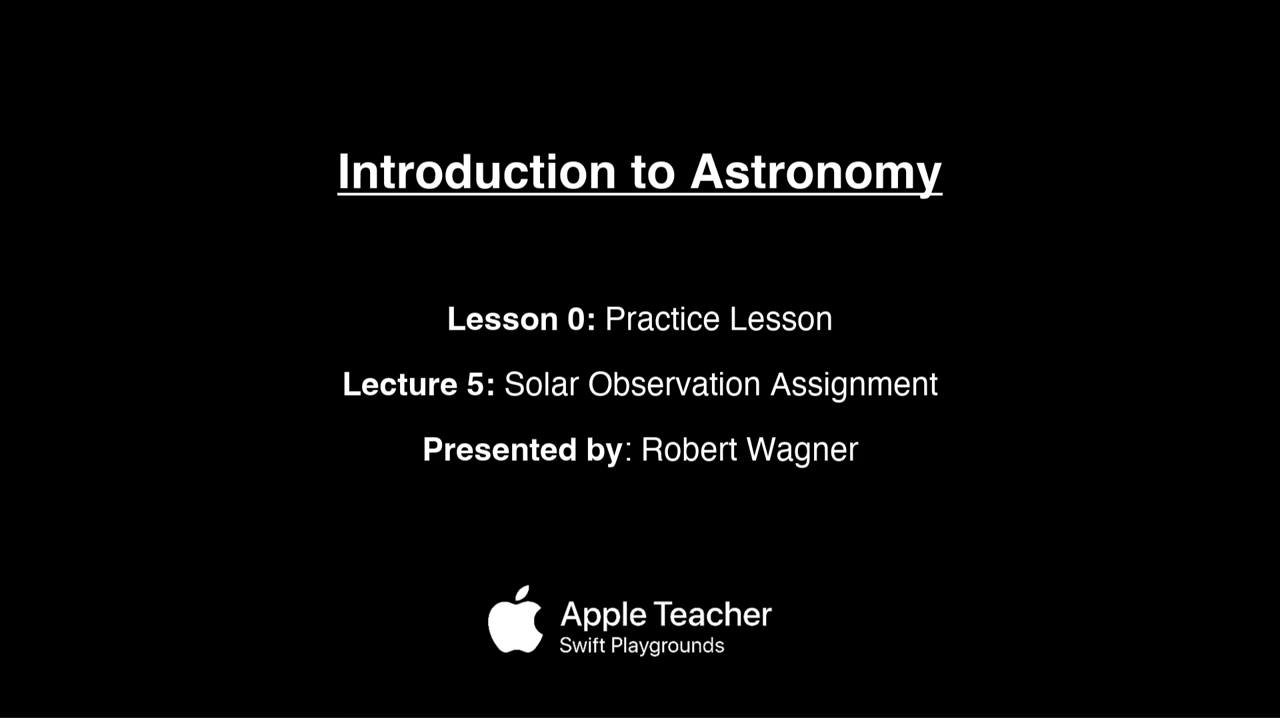 Introduction to Astronomy
Lesson 0: Practice Lesson
Lecture 5: Solar Observation Assignment
Presented by: Robert Wagner
Apple Teacher
Swift Playgrounds